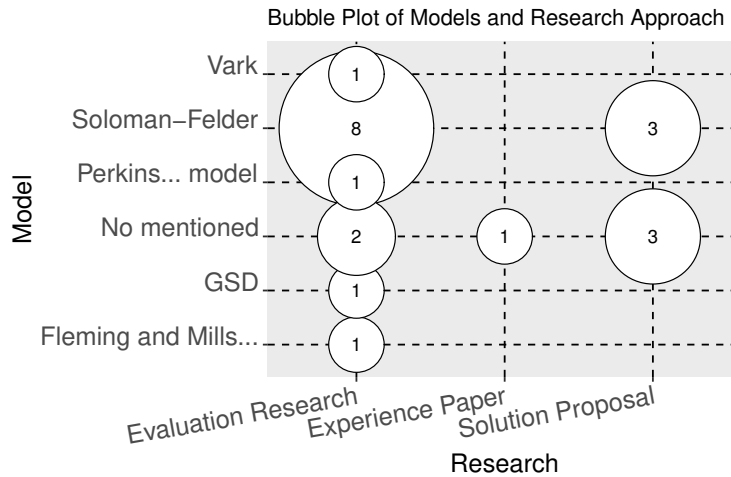 Bubble Plot of Models and Research Approach
Model
Vark
1
Soloman−Felder
8
3
Perkins... model
1
No mentioned
2
1
3
GSD
1
Fleming and Mills...
1
Evaluation Research
Experience Paper
Solution Proposal
Research